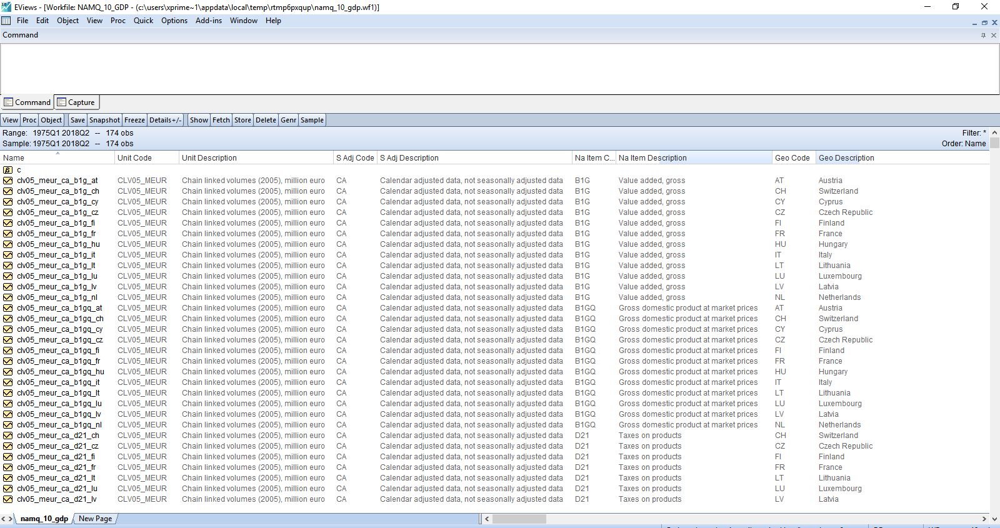 EViews - [Workfile: NAMQ_10_GDP - (c:\users\xprime~1\appdata\local\temp\rtmp6pxqup\namq_10_gdp.wf1)]
File Edit Object View Proc Quick Options Add-ins Window Help
Command
Command Capture
View Proc Object Save Snapshot Freeze Details+/- Show Fetch Store Delete Genr Sample
Range: 1975Q1 2018Q2 -- 174 obs Filter: *
Sample: 1975Q1 2018Q2 -- 174 obs Order: Name
Name Unit Code Unit Description S Adj Code S Adj Description Na Item C... Na Item Description Geo Code Geo Description
β c
clv05_meur_ca_b1g_at CLV05_MEUR Chain linked volumes (2005), million euro CA Calendar adjusted data, not seasonally adjusted data B1G Value added, gross AT Austria
clv05_meur_ca_b1g_ch CLV05_MEUR Chain linked volumes (2005), million euro CA Calendar adjusted data, not seasonally adjusted data B1G Value added, gross CH Switzerland
clv05_meur_ca_b1g_cy CLV05_MEUR Chain linked volumes (2005), million euro CA Calendar adjusted data, not seasonally adjusted data B1G Value added, gross CY Cyprus
clv05_meur_ca_b1g_cz CLV05_MEUR Chain linked volumes (2005), million euro CA Calendar adjusted data, not seasonally adjusted data B1G Value added, gross CZ Czech Republic
clv05_meur_ca_b1g_fi CLV05_MEUR Chain linked volumes (2005), million euro CA Calendar adjusted data, not seasonally adjusted data B1G Value added, gross FI Finland
clv05_meur_ca_b1g_fr CLV05_MEUR Chain linked volumes (2005), million euro CA Calendar adjusted data, not seasonally adjusted data B1G Value added, gross FR France
clv05_meur_ca_b1g_hu CLV05_MEUR Chain linked volumes (2005), million euro CA Calendar adjusted data, not seasonally adjusted data B1G Value added, gross HU Hungary
clv05_meur_ca_b1g_it CLV05_MEUR Chain linked volumes (2005), million euro CA Calendar adjusted data, not seasonally adjusted data B1G Value added, gross IT Italy
clv05_meur_ca_b1g_lt CLV05_MEUR Chain linked volumes (2005), million euro CA Calendar adjusted data, not seasonally adjusted data B1G Value added, gross LT Lithuania
clv05_meur_ca_b1g_lu CLV05_MEUR Chain linked volumes (2005), million euro CA Calendar adjusted data, not seasonally adjusted data B1G Value added, gross LU Luxembourg
clv05_meur_ca_b1g_lv CLV05_MEUR Chain linked volumes (2005), million euro CA Calendar adjusted data, not seasonally adjusted data B1G Value added, gross LV Latvia
clv05_meur_ca_b1g_nl CLV05_MEUR Chain linked volumes (2005), million euro CA Calendar adjusted data, not seasonally adjusted data B1G Value added, gross NL Netherlands
clv05_meur_ca_b1gq_at CLV05_MEUR Chain linked volumes (2005), million euro CA Calendar adjusted data, not seasonally adjusted data B1GQ Gross domestic product at market prices AT Austria
clv05_meur_ca_b1gq_ch CLV05_MEUR Chain linked volumes (2005), million euro CA Calendar adjusted data, not seasonally adjusted data B1GQ Gross domestic product at market prices CH Switzerland
clv05_meur_ca_b1gq_cy CLV05_MEUR Chain linked volumes (2005), million euro CA Calendar adjusted data, not seasonally adjusted data B1GQ Gross domestic product at market prices CY Cyprus
clv05_meur_ca_b1gq_cz CLV05_MEUR Chain linked volumes (2005), million euro CA Calendar adjusted data, not seasonally adjusted data B1GQ Gross domestic product at market prices CZ Czech Republic
clv05_meur_ca_b1gq_fi CLV05_MEUR Chain linked volumes (2005), million euro CA Calendar adjusted data, not seasonally adjusted data B1GQ Gross domestic product at market prices FI Finland
clv05_meur_ca_b1gq_fr CLV05_MEUR Chain linked volumes (2005), million euro CA Calendar adjusted data, not seasonally adjusted data B1GQ Gross domestic product at market prices FR France
clv05_meur_ca_b1gq_hu CLV05_MEUR Chain linked volumes (2005), million euro CA Calendar adjusted data, not seasonally adjusted data B1GQ Gross domestic product at market prices HU Hungary
clv05_meur_ca_b1gq_it CLV05_MEUR Chain linked volumes (2005), million euro CA Calendar adjusted data, not seasonally adjusted data B1GQ Gross domestic product at market prices IT Italy
clv05_meur_ca_b1gq_lt CLV05_MEUR Chain linked volumes (2005), million euro CA Calendar adjusted data, not seasonally adjusted data B1GQ Gross domestic product at market prices LT Lithuania
clv05_meur_ca_b1gq_lu CLV05_MEUR Chain linked volumes (2005), million euro CA Calendar adjusted data, not seasonally adjusted data B1GQ Gross domestic product at market prices LU Luxembourg
clv05_meur_ca_b1gq_lv CLV05_MEUR Chain linked volumes (2005), million euro CA Calendar adjusted data, not seasonally adjusted data B1GQ Gross domestic product at market prices LV Latvia
clv05_meur_ca_b1gq_nl CLV05_MEUR Chain linked volumes (2005), million euro CA Calendar adjusted data, not seasonally adjusted data B1GQ Gross domestic product at market prices NL Netherlands
clv05_meur_ca_d21_ch CLV05_MEUR Chain linked volumes (2005), million euro CA Calendar adjusted data, not seasonally adjusted data D21 Taxes on products CH Switzerland
clv05_meur_ca_d21_cz CLV05_MEUR Chain linked volumes (2005), million euro CA Calendar adjusted data, not seasonally adjusted data D21 Taxes on products CZ Czech Republic
clv05_meur_ca_d21_fi CLV05_MEUR Chain linked volumes (2005), million euro CA Calendar adjusted data, not seasonally adjusted data D21 Taxes on products FI Finland
clv05_meur_ca_d21_fr CLV05_MEUR Chain linked volumes (2005), million euro CA Calendar adjusted data, not seasonally adjusted data D21 Taxes on products FR France
clv05_meur_ca_d21_lt CLV05_MEUR Chain linked volumes (2005), million euro CA Calendar adjusted data, not seasonally adjusted data D21 Taxes on products LT Lithuania
clv05_meur_ca_d21_lu CLV05_MEUR Chain linked volumes (2005), million euro CA Calendar adjusted data, not seasonally adjusted data D21 Taxes on products LU Luxembourg
clv05_meur_ca_d21_lv CLV05_MEUR Chain linked volumes (2005), million euro CA Calendar adjusted data, not seasonally adjusted data D21 Taxes on products LV Latvia
namq_10_gdp New Page